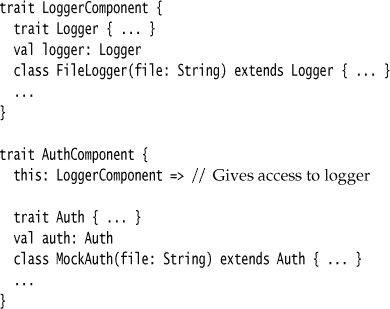 trait LoggerComponent {
  trait Logger { ... }
  val logger: Logger
  class FileLogger(file: String) extends Logger { ... }
  ...
}

trait AuthComponent {
  this: LoggerComponent => // Gives access to logger

  trait Auth { ... }
  val auth: Auth
  class MockAuth(file: String) extends Auth { ... }
  ...
}